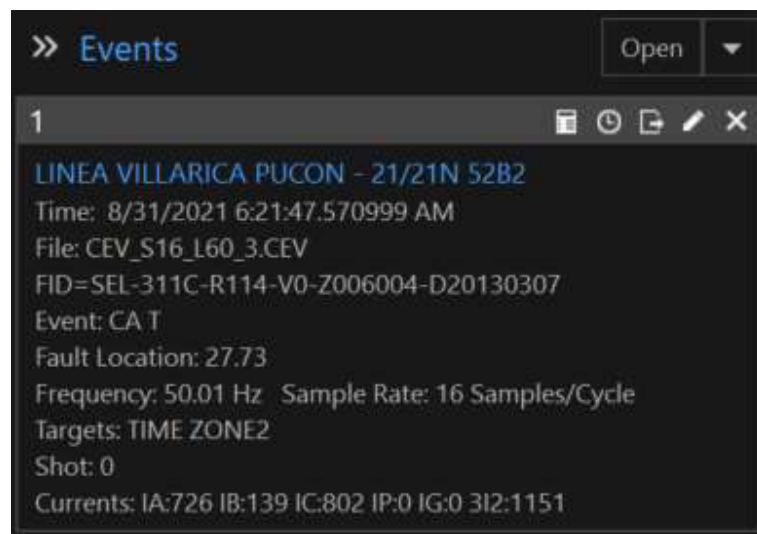 » Events
Open
1
LINEA VILLARICA PUCON - 21/21N 52B2
Time: 8/31/2021 6:21:47.570999 AM
File: CEV_S16_L60_3.CEV
FID=SEL-311C-R114-V0-Z006004-D20130307
Event: CA T
Fault Location: 27.73
Frequency: 50.01 Hz Sample Rate: 16 Samples/Cycle
Targets: TIME ZONE2
Shot: 0
Currents: IA:726 IB:139 IC:802 IP:0 IG:0 3I2:1151